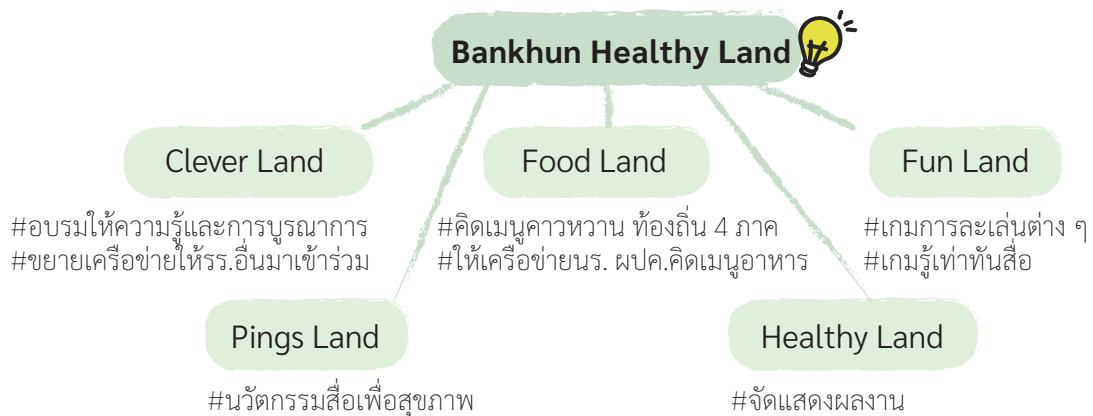 Bankhun Healthy Land
Clever Land
#อบรมให้ความรู้และการบูรณาการ
#ขยายเครือข่ายให้รร.อื่นมาเข้าร่วม
Food Land
#คิดเมนูคาวหวาน ท้องถิ่น 4 ภาค
#ให้เครือข่ายนร. ผปค.คิดเมนูอาหาร
Fun Land
#เกมการละเล่นต่าง ๆ
#เกมรู้เท่าทันสื่อ
Pings Land
#นวัตกรรมสื่อเพื่อสุขภาพ
Healthy Land
#จัดแสดงผลงาน